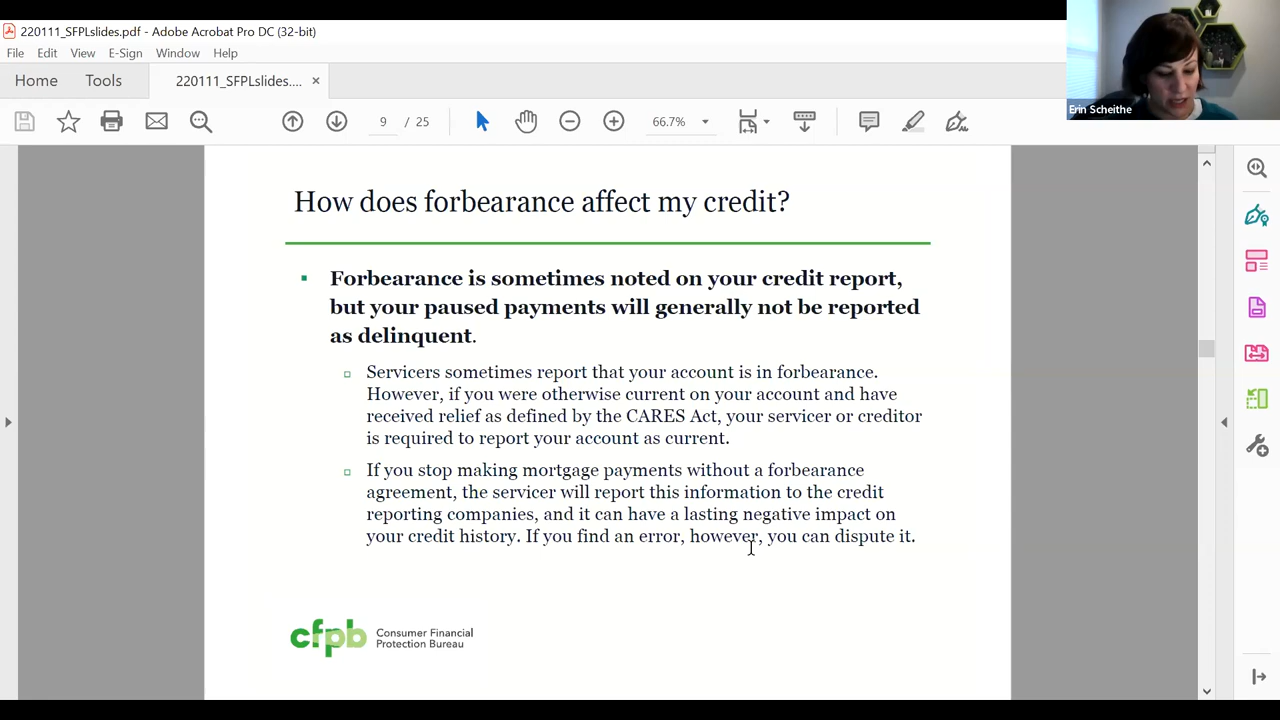 220111_SFPLslides.pdf - Adobe Acrobat Pro DC (32-bit)
File Edit View E-Sign Window Help
Home Tools 220111_SFPLslides.... ×
9 / 25 66.7%
Erin Scheithe
How does forbearance affect my credit?
Forbearance is sometimes noted on your credit report,
but your paused payments will generally not be reported
as delinquent.
Servicers sometimes report that your account is in forbearance.
However, if you were otherwise current on your account and have
received relief as defined by the CARES Act, your servicer or creditor
is required to report your account as current.
If you stop making mortgage payments without a forbearance
agreement, the servicer will report this information to the credit
reporting companies, and it can have a lasting negative impact on
your credit history. If you find an error, however, you can dispute it.
cfpb Consumer Financial
Protection Bureau